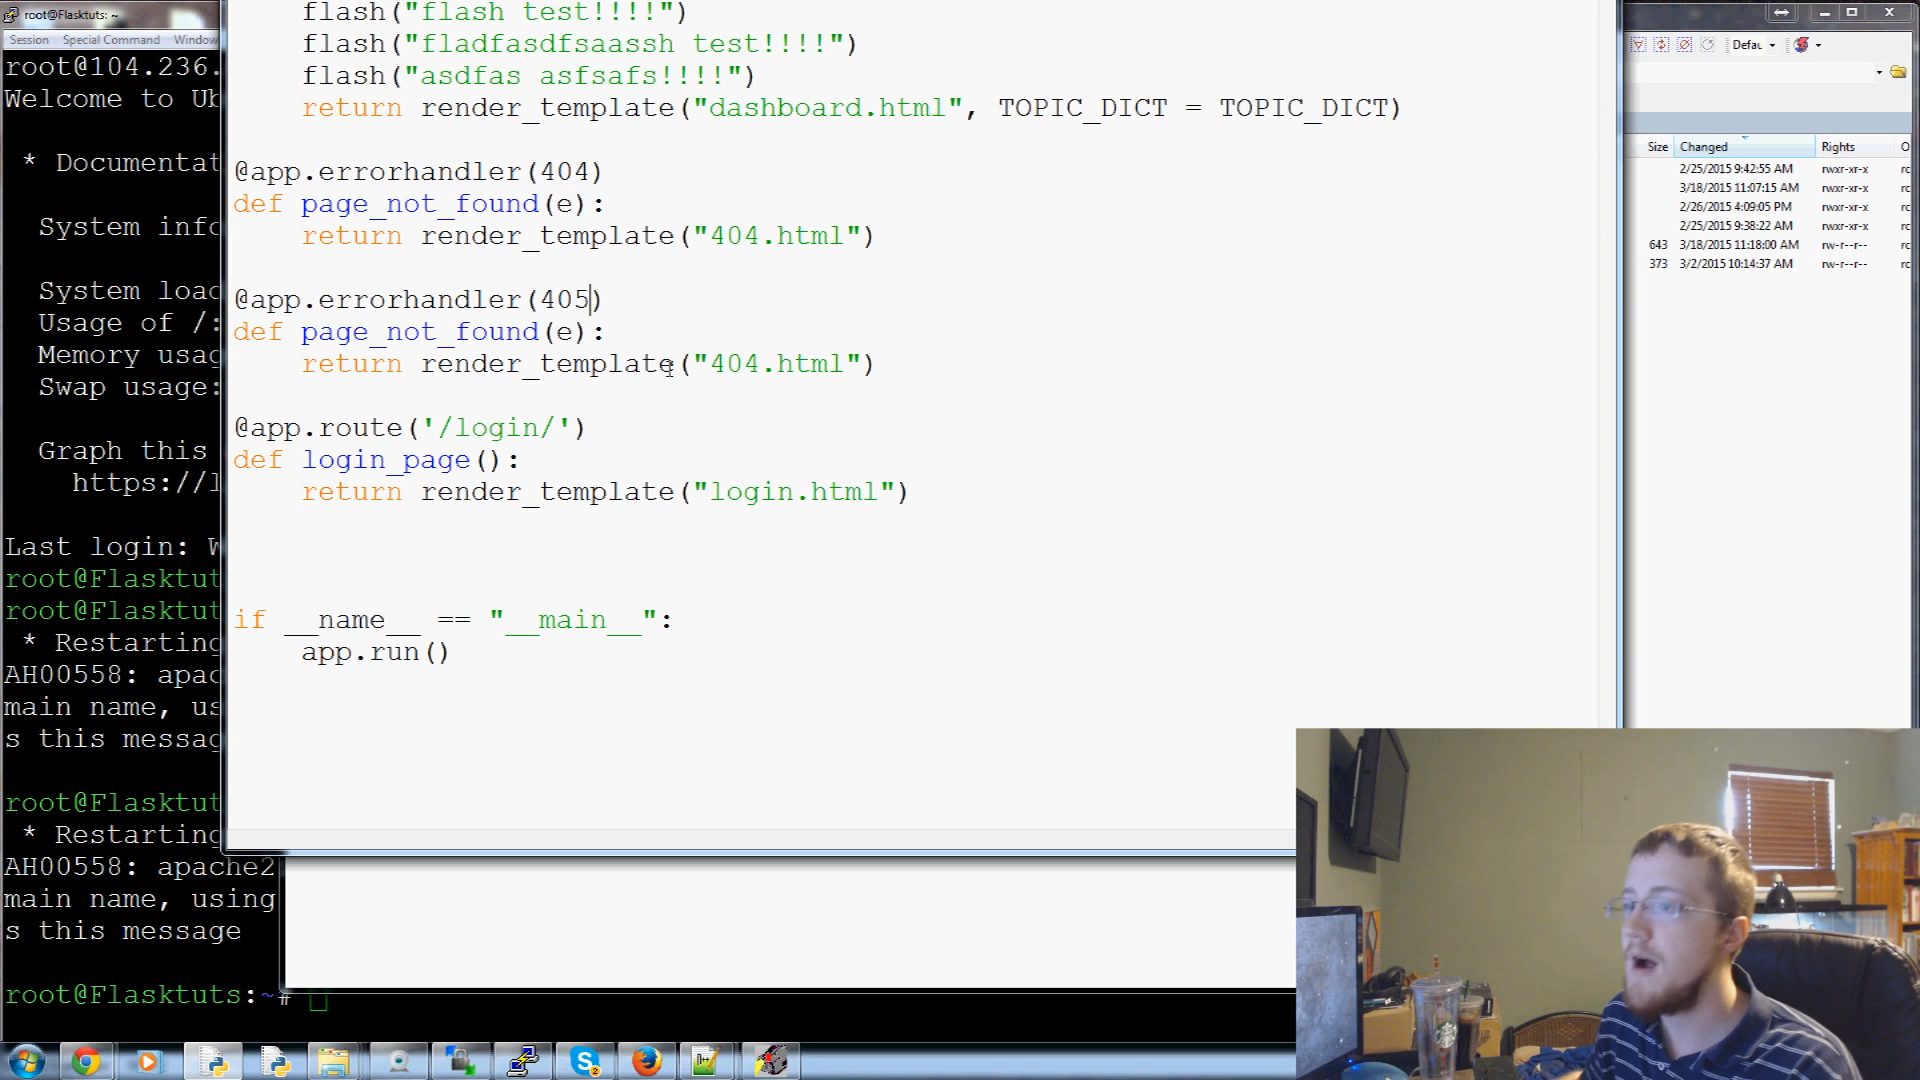 root@Flasktuts: ~
Session Special Command Window
root@104.236.
Welcome to Ub
* Documentat
System info
System load
Usage of /:
Memory usag
Swap usage:
Graph this
https://l
Last login: W
root@Flasktut
root@Flasktut
* Restarting
AH00558: apac
main name, us
s this messag
root@Flasktut
* Restarting
AH00558: apache2
main name, using
s this message
root@Flasktuts:~#
flash("flash test!!!!")
flash("fladfasdfsaassh test!!!!")
flash("asdfas asfsafs!!!!")
return render_template("dashboard.html", TOPIC_DICT = TOPIC_DICT)
@app.errorhandler(404)
def page_not_found(e):
return render_template("404.html")
@app.errorhandler(405)
def page_not_found(e):
return render_template("404.html")
@app.route('/login/')
def login_page():
return render_template("login.html")
if __name__ == "__main__":
app.run()
Defau
Size Changed Rights O
2/25/2015 9:42:55 AM rwxr-xr-x rc
3/18/2015 11:07:15 AM rwxr-xr-x rc
2/26/2015 4:09:05 PM rwxr-xr-x rc
2/25/2015 9:38:22 AM rwxr-xr-x rc
643 3/18/2015 11:18:00 AM rw-r--r-- rc
373 3/2/2015 10:14:37 AM rw-r--r-- rc